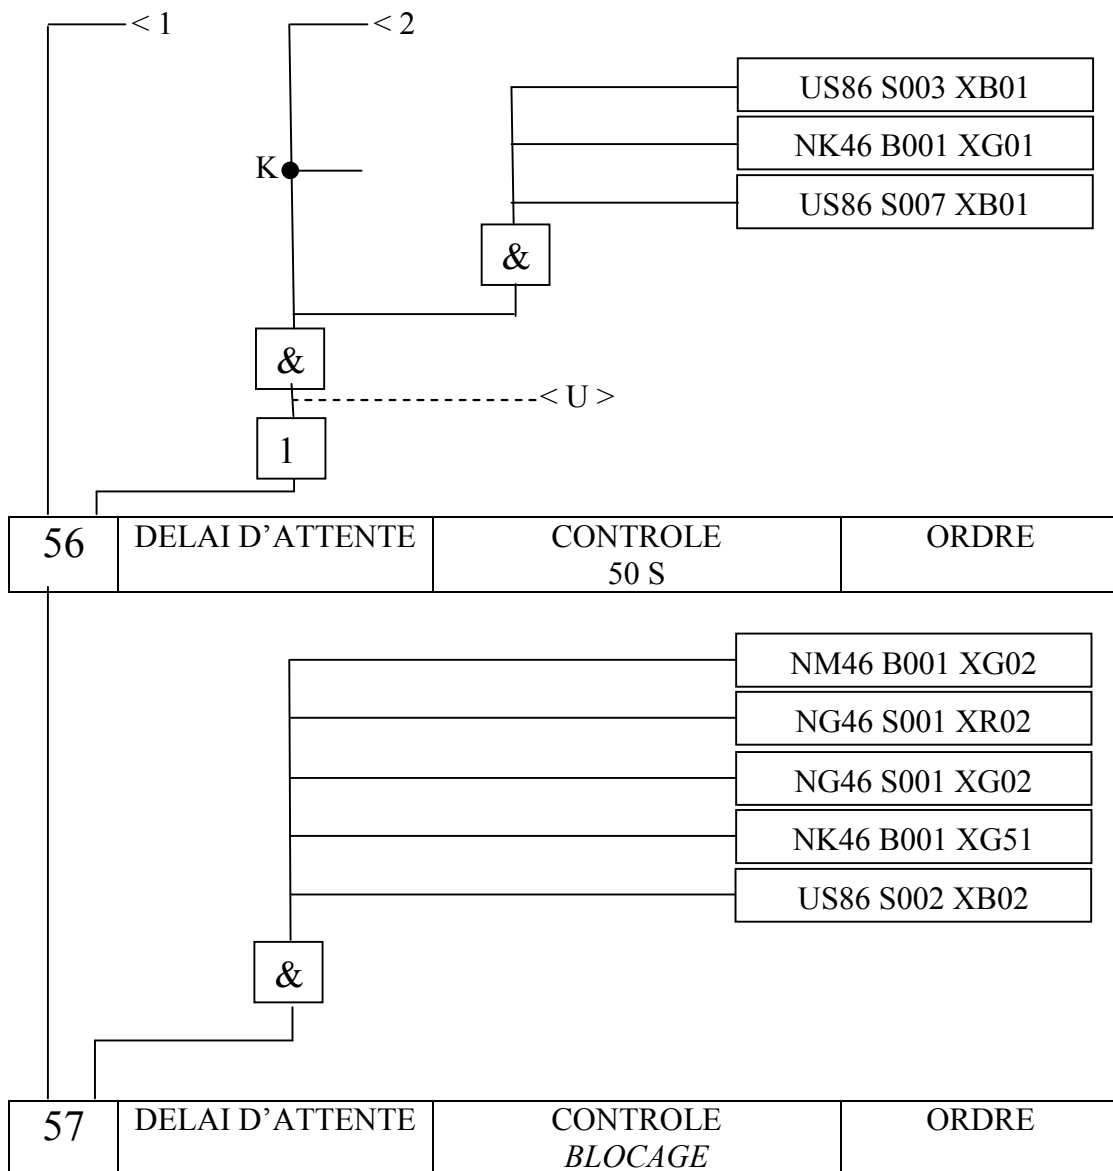 < 1
< 2
US86 S003 XB01
NK46 B001 XG01
K
US86 S007 XB01
&
&
< U >
1
56 DELAI D’ATTENTE CONTROLE ORDRE
50 S
NM46 B001 XG02
NG46 S001 XR02
NG46 S001 XG02
NK46 B001 XG51
US86 S002 XB02
&
57 DELAI D’ATTENTE CONTROLE ORDRE
BLOCAGE